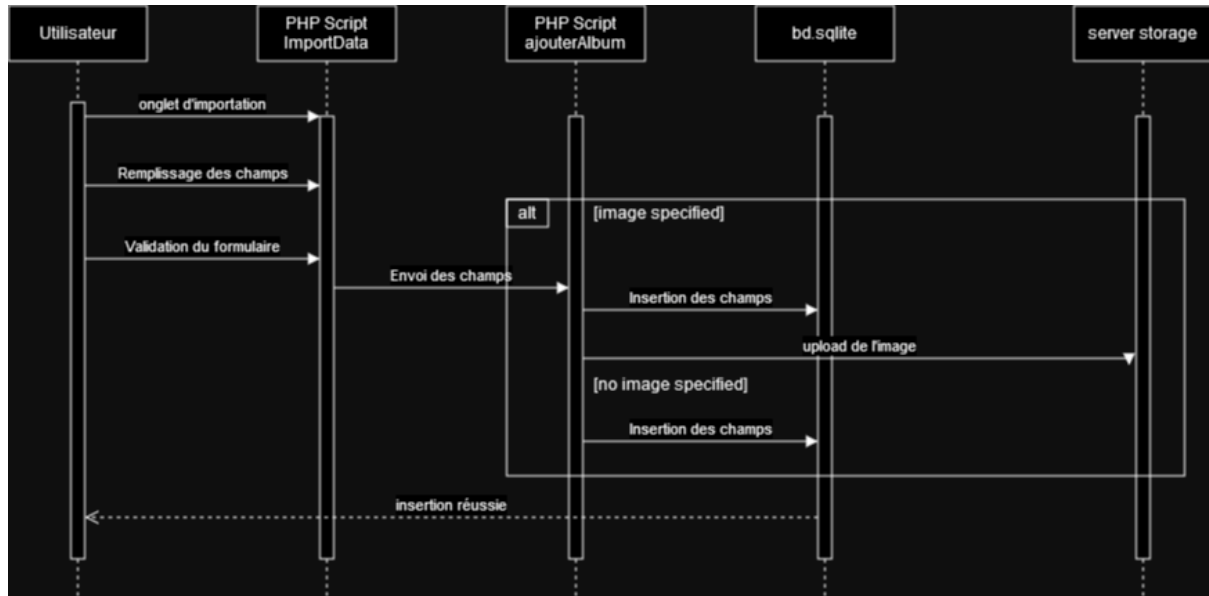 Utilisateur
PHP Script
ImportData
PHP Script
ajouterAlbum
bd.sqlite
server storage
onglet d'importation
Remplissage des champs
alt
[image specified]
Validation du formulaire
Envoi des champs
Insertion des champs
upload de l'image
[no image specified]
Insertion des champs
insertion réussie